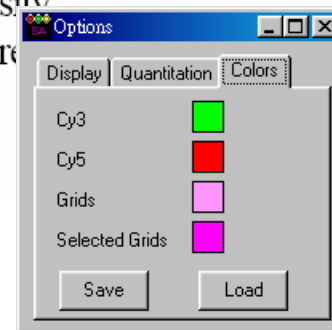 Options
Display Quantitation Colors
Cy3
Cy5
Grids
Selected Grids
Save Load